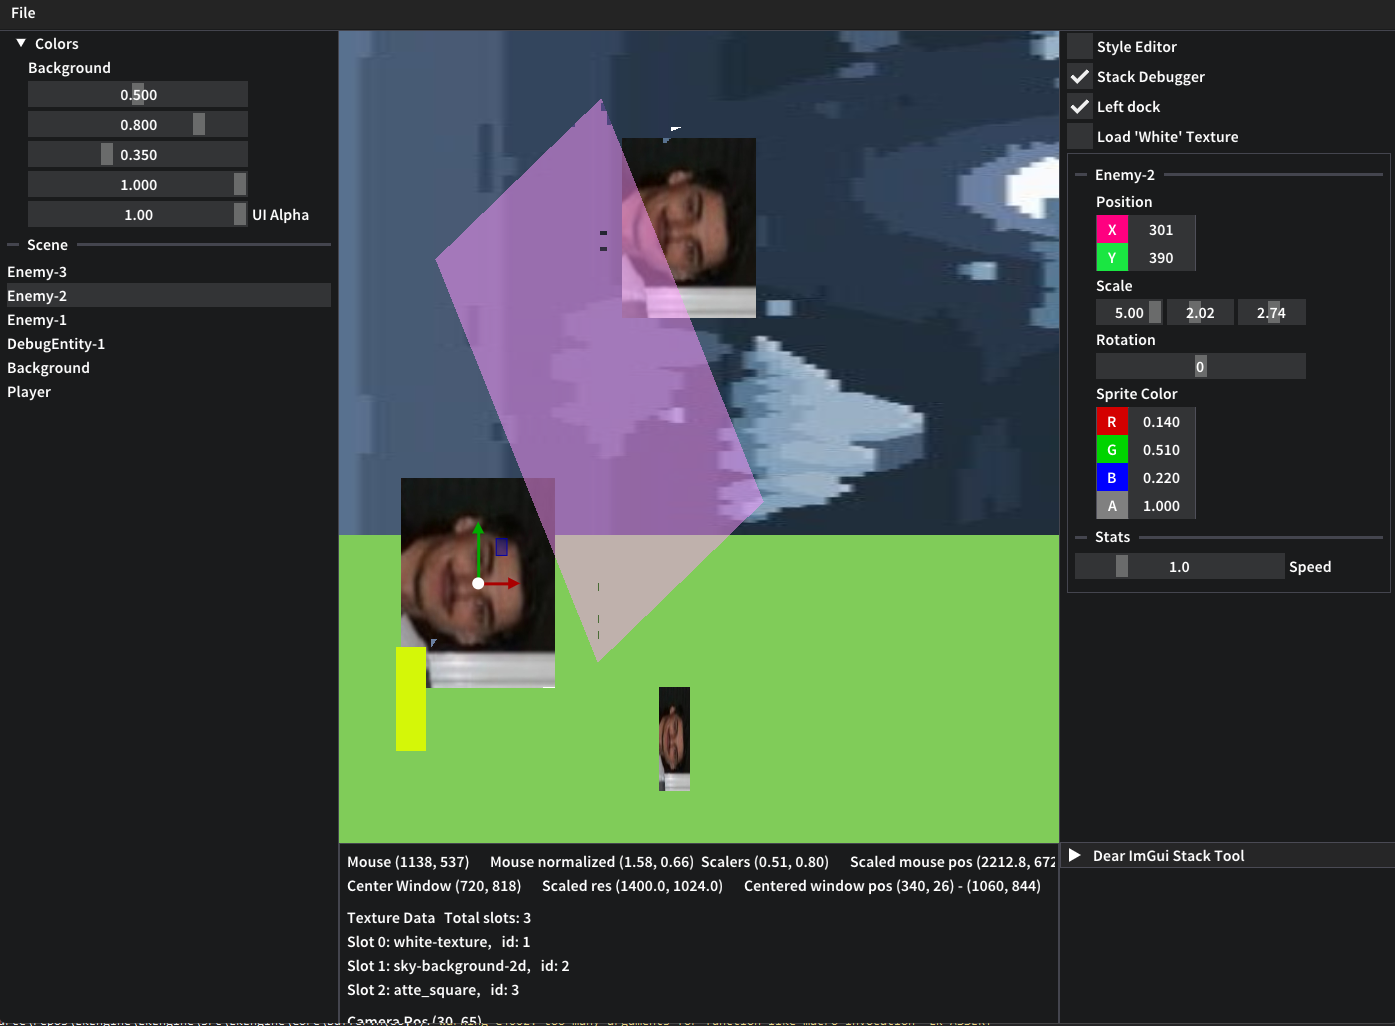 File
Colors
Background
0.500
0.800
0.350
1.000
1.00 UI Alpha
Scene
Enemy-3
Enemy-2
Enemy-1
DebugEntity-1
Background
Player
Style Editor
Stack Debugger
Left dock
Load 'White' Texture
Enemy-2
Position
X 301
Y 390
Scale
5.00 2.02 2.74
Rotation
0
Sprite Color
R 0.140
G 0.510
B 0.220
A 1.000
Stats
1.0 Speed
Dear ImGui Stack Tool
Mouse (1138, 537) Mouse normalized (1.58, 0.66) Scalers (0.51, 0.80) Scaled mouse pos (2212.8, 672
Center Window (720, 818) Scaled res (1400.0, 1024.0) Centered window pos (340, 26) - (1060, 844)
Texture Data Total slots: 3
Slot 0: white-texture, id: 1
Slot 1: sky-background-2d, id: 2
Slot 2: atte_square, id: 3
Camera Pos (30, 65)